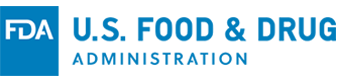 FDA
U.S. FOOD & DRUG
ADMINISTRATION